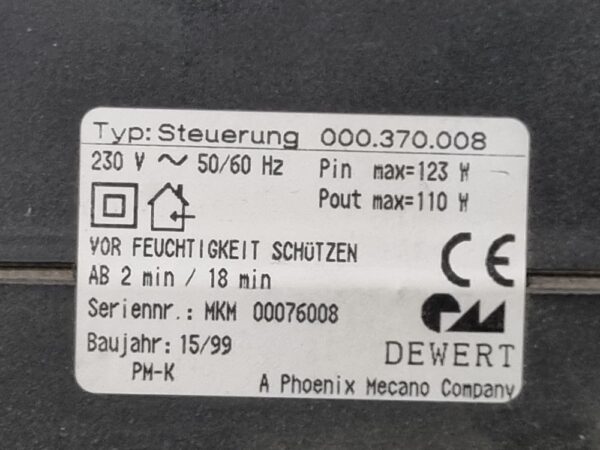 Typ: Steuerung 000.370.008
230 V ~ 50/60 Hz Pin max=123 W
Pout max=110 W
VOR FEUCHTIGKEIT SCHÜTZEN
AB 2 min / 18 min
CE
Seriennr.: MKM 00076008
Baujahr: 15/99
DEWERT
PM-K
A Phoenix Mecano Company